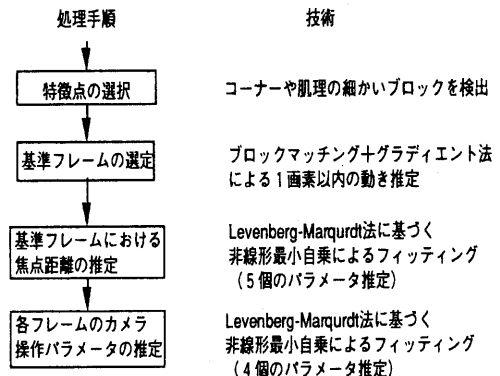 処理手順
技術
特徴点の選択
コーナーや肌理の細かいブロックを検出
基準フレームの選定
ブロックマッチング＋グラディエント法
による１画素以内の動き推定
基準フレームにおける
焦点距離の推定
Levenberg-Marqurdt法に基づく
非線形最小自乗によるフィッティング
（５個のパラメータ推定）
各フレームのカメラ
操作パラメータの推定
Levenberg-Marqurdt法に基づく
非線形最小自乗によるフィッティング
（４個のパラメータ推定）